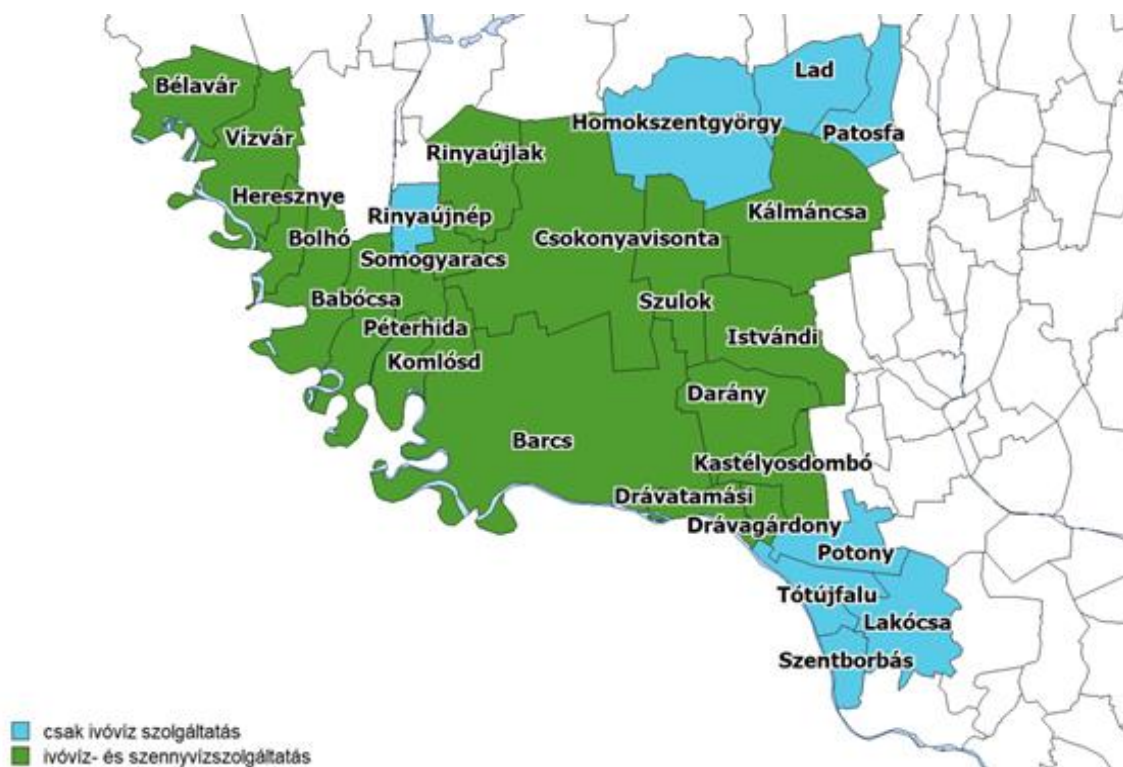 Bélavár
Lad
Vízvár
Homokszentgyörgy
Patosfa
Rinyaújlak
Heresznye
Rinyaújnép
Kálmáncsa
Bolhó
Csokonyavisonta
Somogyaracs
Babócsa
Szulok
Péterhida
Istvándi
Komlósd
Darány
Barcs
Kastélyosdombó
Drávatamási
Drávagárdony
Potony
Tótújfalu
Lakócsa
Szentborbás
csak ivóvíz szolgáltatás
ivóvíz- és szennyvízszolgáltatás